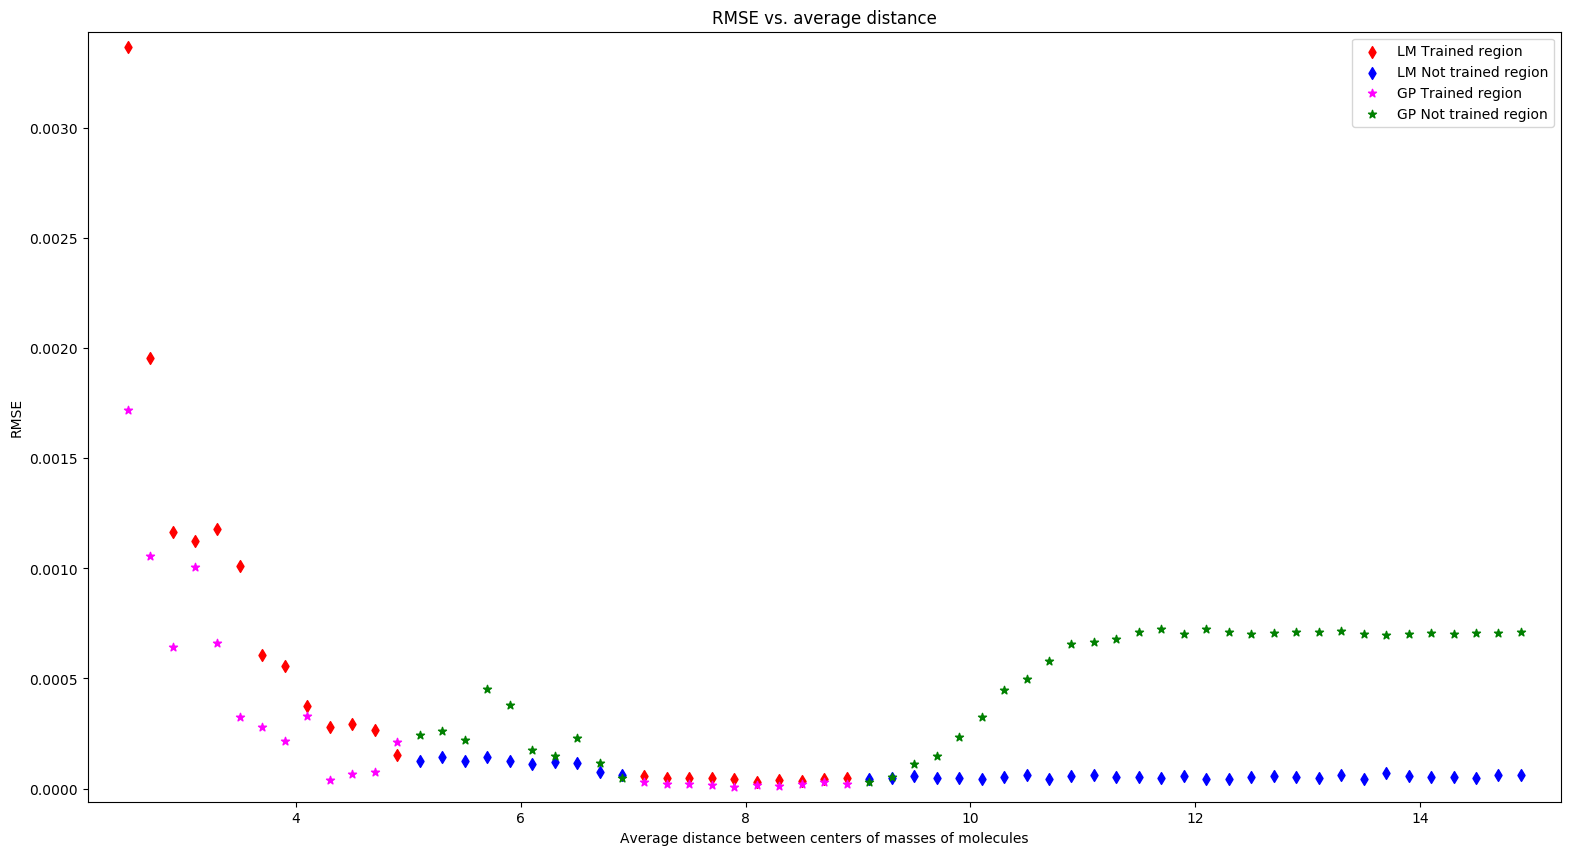 RMSE vs. average distance
LM Trained region
LM Not trained region
GP Trained region
GP Not trained region
RMSE
0.0030
0.0025
0.0020
0.0015
0.0010
0.0005
0.0000
4
6
8
10
12
14
Average distance between centers of masses of molecules